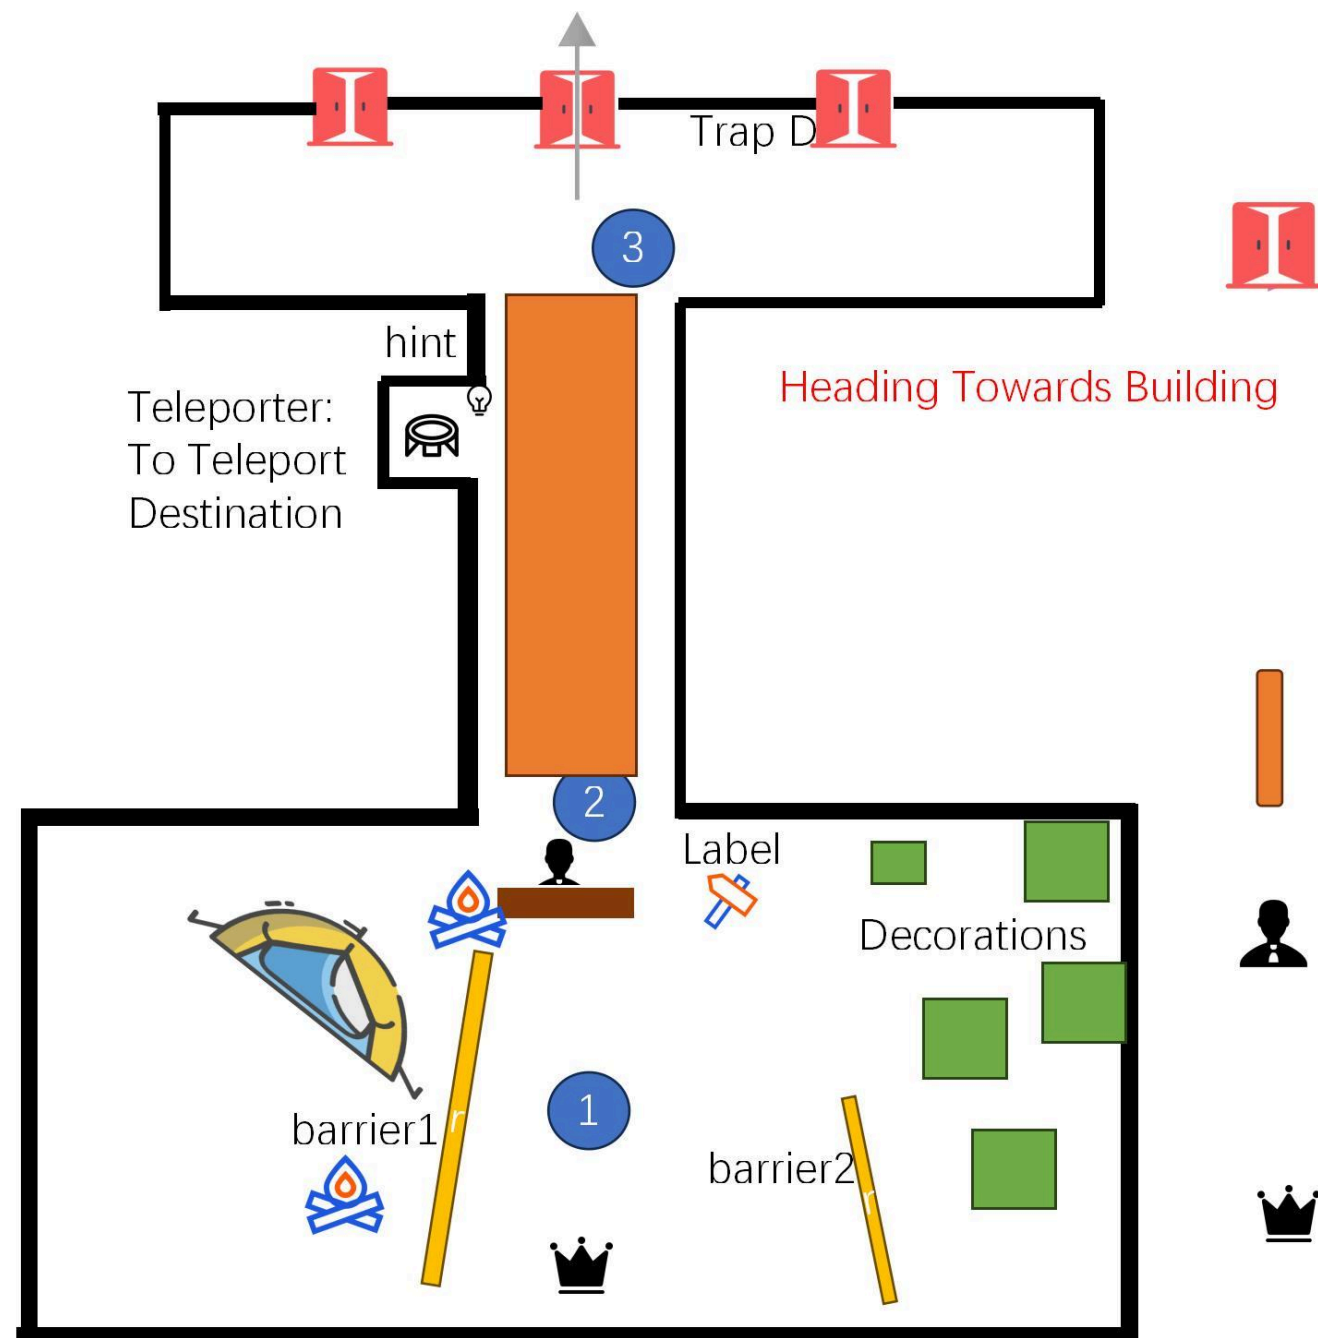 Trap D
3
hint
Teleporter:
To Teleport
Destination
Heading Towards Building
2
Label
Decorations
1
barrier1
r
barrier2
r